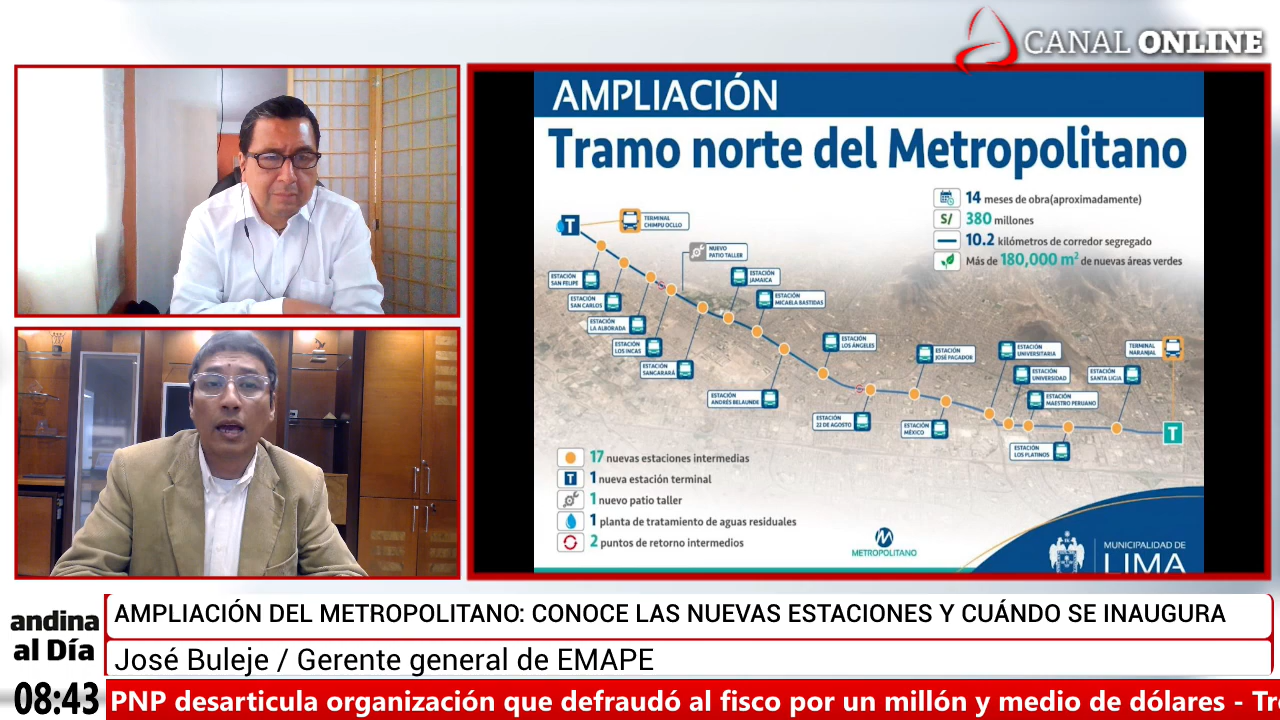 CANAL ONLINE
AMPLIACIÓN
Tramo norte del Metropolitano
14 meses de obra(aproximadamente)
S/ 380 millones
10.2 kilómetros de corredor segregado
Más de 180,000 m² de nuevas áreas verdes
T
TERMINAL
CHIMPU OCLLO
NUEVO
PATIO TALLER
ESTACIÓN
SAN FELIPE
ESTACIÓN
JAMAICA
ESTACIÓN
SAN CARLOS
ESTACIÓN
MICAELA BASTIDAS
ESTACIÓN
LA ALBORADA
ESTACIÓN
LOS INCAS
ESTACIÓN
SANGARARÁ
ESTACIÓN
LOS ÁNGELES
ESTACIÓN
JOSÉ PAGADOR
ESTACIÓN
UNIVERSITARIA
TERMINAL
NARANJAL
ESTACIÓN
UNIVERSIDAD
ESTACIÓN
SANTA LIGIA
ESTACIÓN
ANDRÉS BELAUNDE
ESTACIÓN
MAESTRO PERUANO
ESTACIÓN
22 DE AGOSTO
ESTACIÓN
MÉXICO
ESTACIÓN
LOS PLATINOS
T
17 nuevas estaciones intermedias
T 1 nueva estación terminal
1 nuevo patio taller
1 planta de tratamiento de aguas residuales
2 puntos de retorno intermedios
METROPOLITANO
MUNICIPALIDAD DE
LIMA
andina
al Día
AMPLIACIÓN DEL METROPOLITANO: CONOCE LAS NUEVAS ESTACIONES Y CUÁNDO SE INAUGURA
José Buleje / Gerente general de EMAPE
08:43
PNP desarticula organización que defraudó al fisco por un millón y medio de dólares - Tr